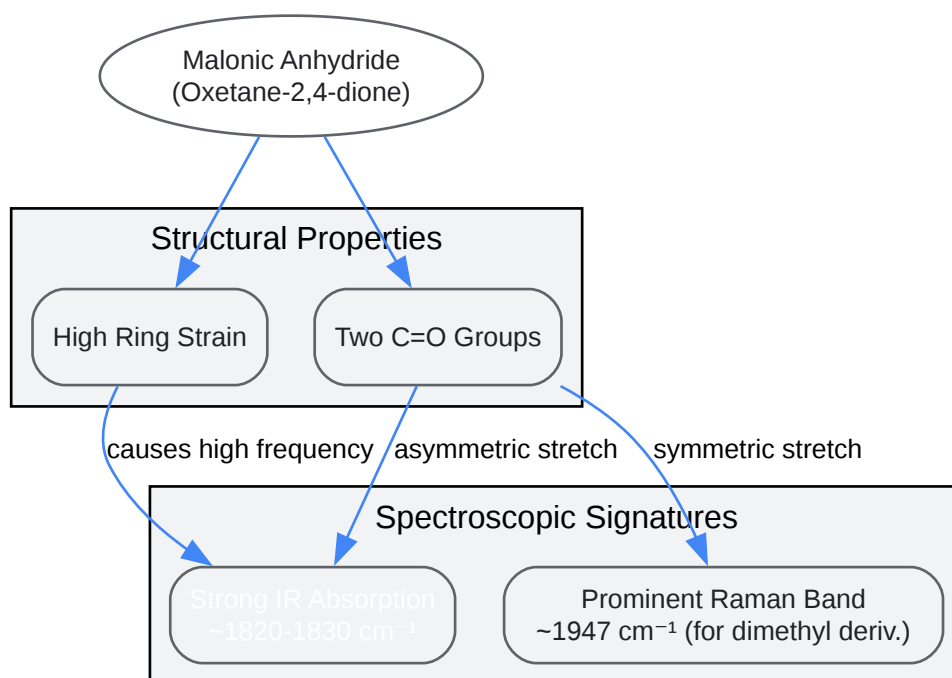 Malonic Anhydride
(Oxetane-2,4-dione)
Structural Properties
High Ring Strain
Two C=O Groups
causes high frequency
asymmetric stretch
symmetric stretch
Spectroscopic Signatures
Strong IR Absorption
~1820-1830 cm⁻¹
Prominent Raman Band
~1947 cm⁻¹ (for dimethyl deriv.)